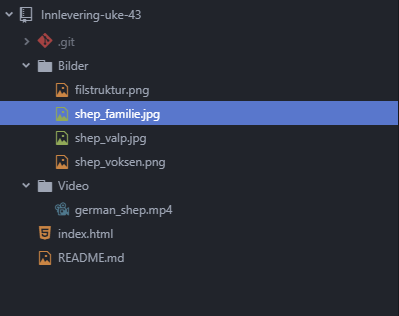 Innlevering-uke-43
.git
Bilder
filstruktur.png
shep_familie.jpg
shep_valp.jpg
shep_voksen.png
Video
german_shep.mp4
index.html
README.md